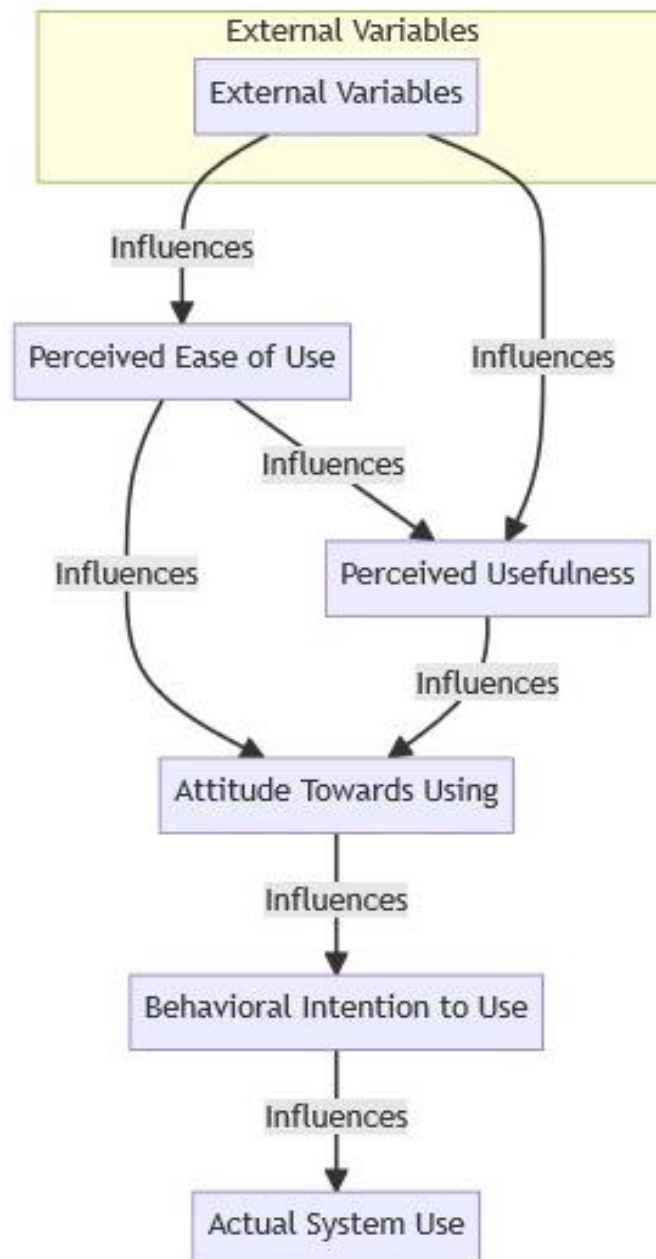 External Variables
External Variables
Influences
Perceived Ease of Use
Influences
Influences
Influences
Perceived Usefulness
Influences
Attitude Towards Using
Influences
Behavioral Intention to Use
Influences
Actual System Use